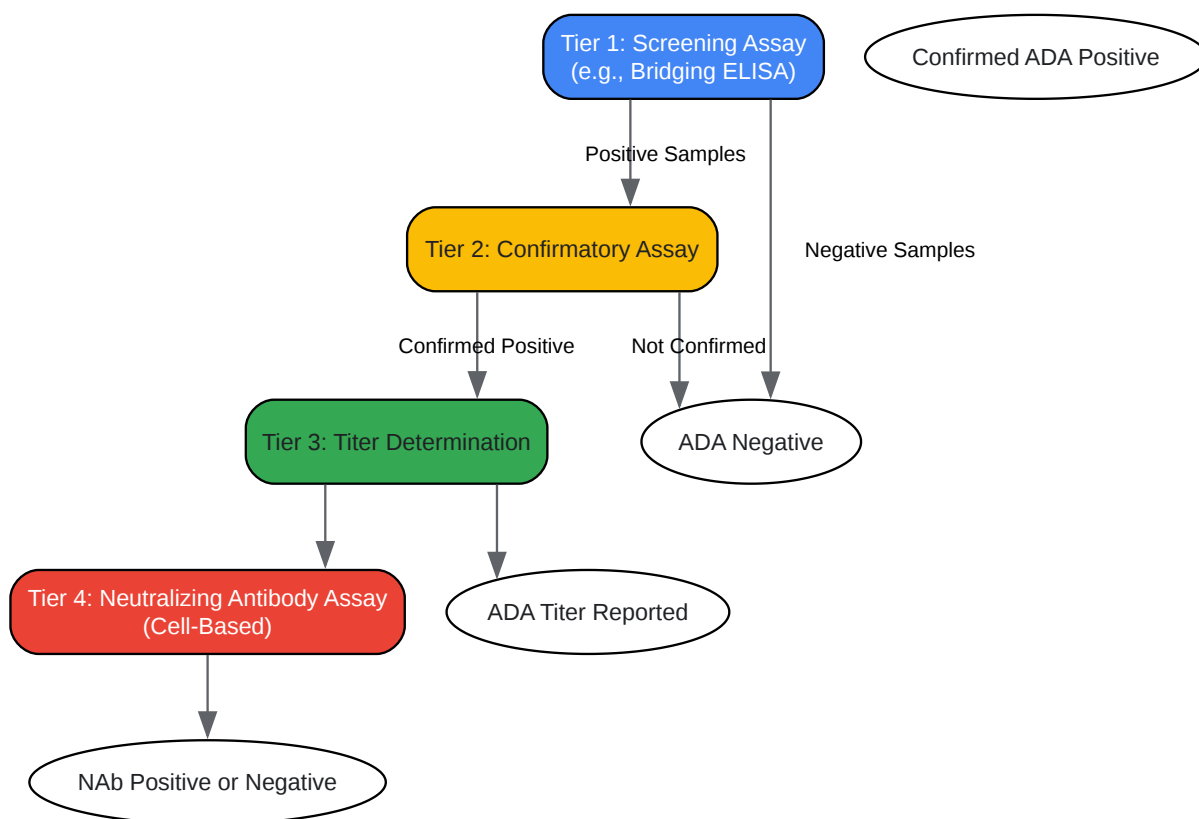 Tier 1: Screening Assay
(e.g., Bridging ELISA)
Confirmed ADA Positive
Positive Samples
Tier 2: Confirmatory Assay
Negative Samples
Confirmed Positive
Not Confirmed
Tier 3: Titer Determination
ADA Negative
Tier 4: Neutralizing Antibody Assay
(Cell-Based)
ADA Titer Reported
NAb Positive or Negative